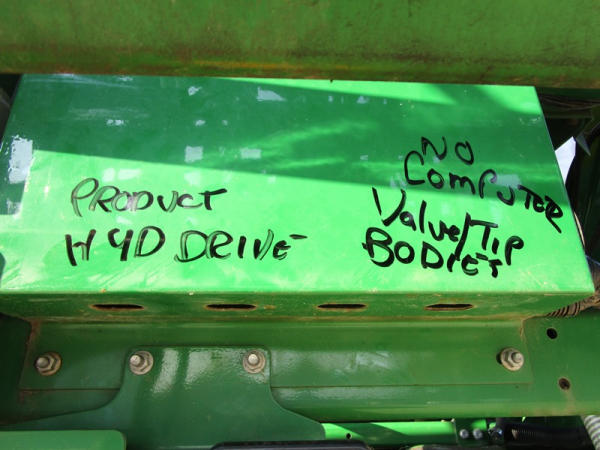 PRODUCT
HYD DRIVE
NO
COMPUTER
Valve/TIP
BODIES